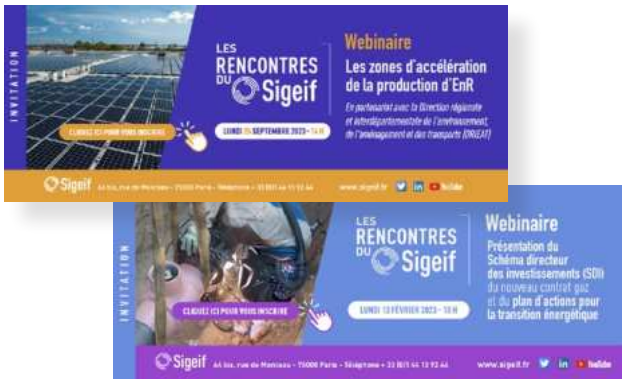 INVITATION
LES
RENCONTRES
DU Sigeif
Webinaire
Les zones d'accélération
de la production d'EnR
En partenariat avec la Direction régionale
et interdépartementale de l'environnement,
de l'aménagement et des transports (DRIEAT)
CLIQUEZ ICI POUR VOUS INSCRIRE
LUNDI 25 SEPTEMBRE 2023 - 14 H
Sigeif 64 bis, rue de Monceau - 75008 Paris - Téléphone + 33 (0)1 44 13 92 44 www.sigeif.fr in YouTube
INVITATION
LES
RENCONTRES
DU Sigeif
Webinaire
Présentation du
Schéma directeur
des investissements (SDI)
du nouveau contrat gaz
et du plan d'actions pour
la transition énergétique
CLIQUEZ ICI POUR VOUS INSCRIRE
LUNDI 13 FÉVRIER 2023 - 10 H
Sigeif 64 bis, rue de Monceau - 75008 Paris - Téléphone + 33 (0)1 44 13 92 44 www.sigeif.fr in YouTube